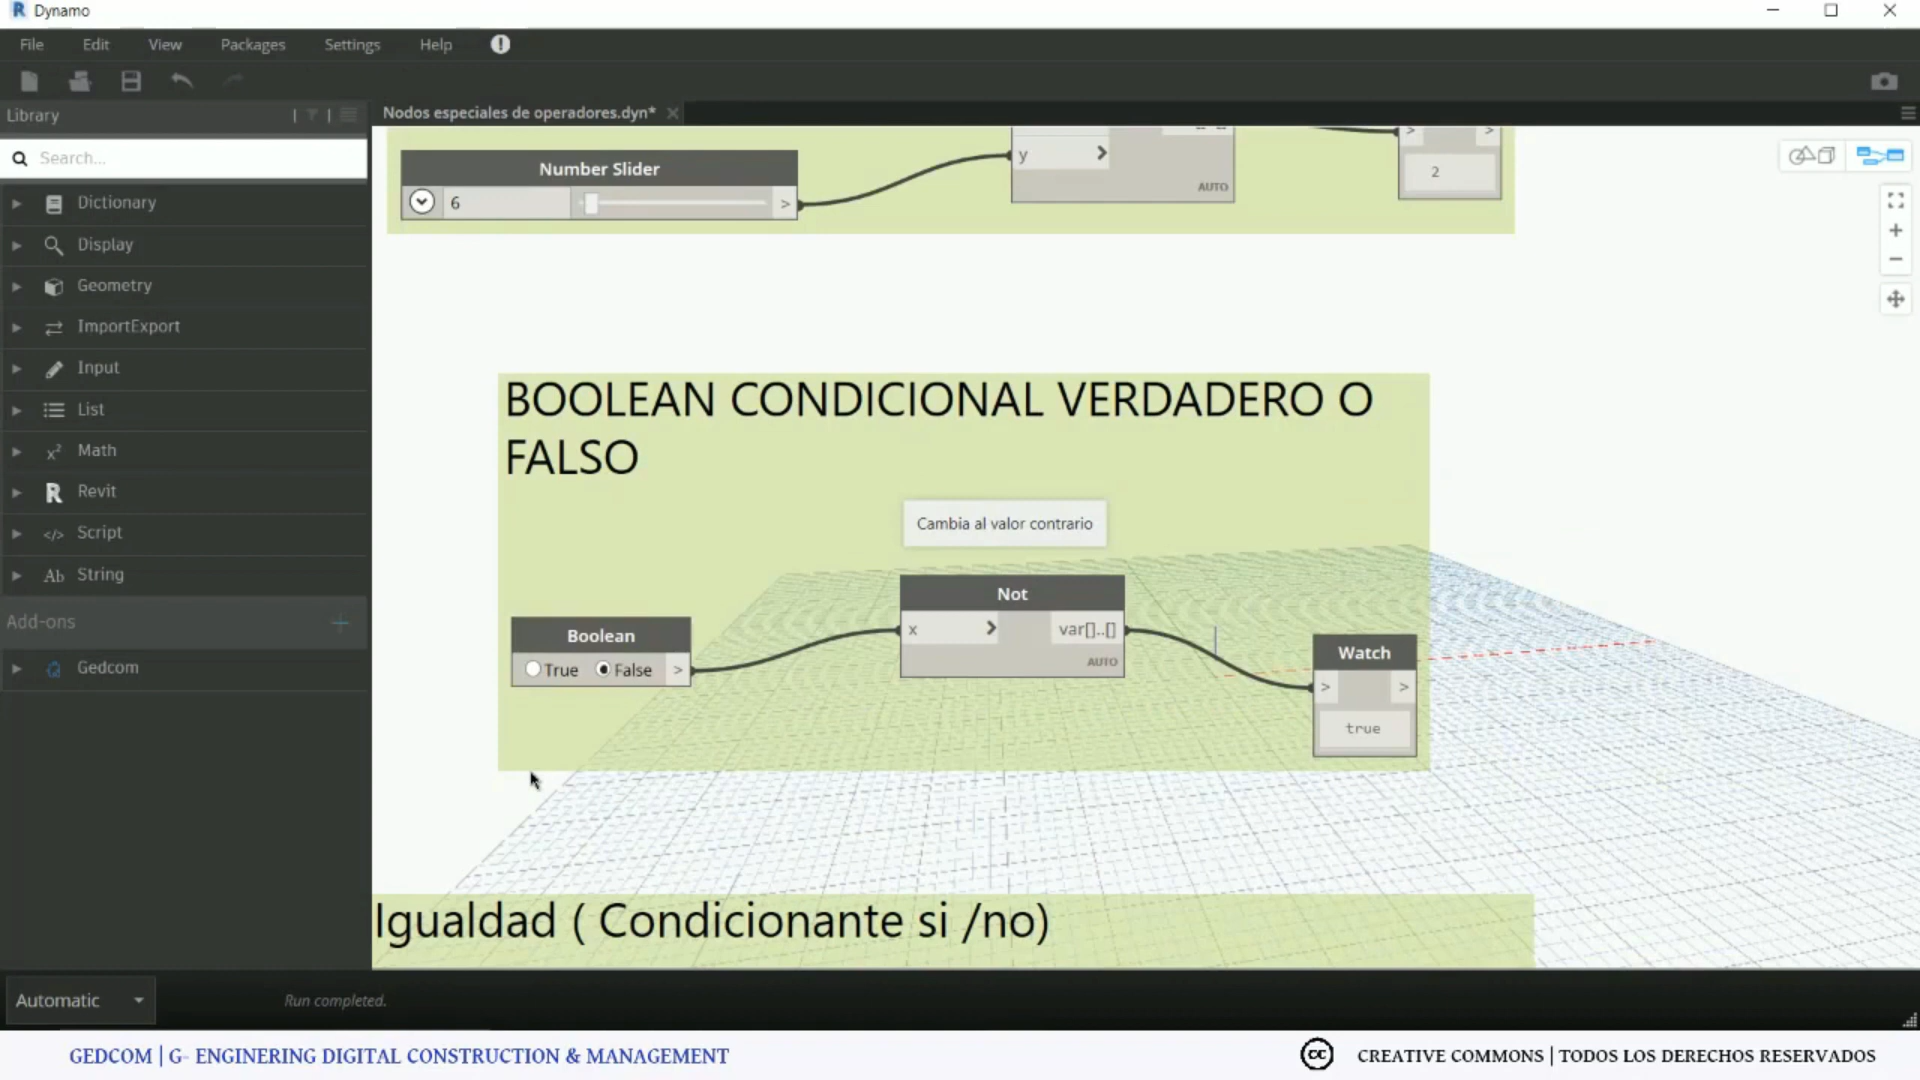 Dynamo
File Edit View Packages Settings Help
Library
Nodos especiales de operadores.dyn*
Search...
Dictionary
Display
Geometry
ImportExport
Input
List
Math
Revit
Script
String
Add-ons
Gedcom
Number Slider
6 >
y >
AUTO
> >
2
BOOLEAN CONDICIONAL VERDADERO O
FALSO
Cambia al valor contrario
Not
x > var[]..[]
AUTO
Boolean
True False >
Watch
> >
true
Igualdad ( Condicionante si /no)
Automatic
Run completed.
GEDCOM | G- ENGINERING DIGITAL CONSTRUCTION & MANAGEMENT
cc CREATIVE COMMONS | TODOS LOS DERECHOS RESERVADOS